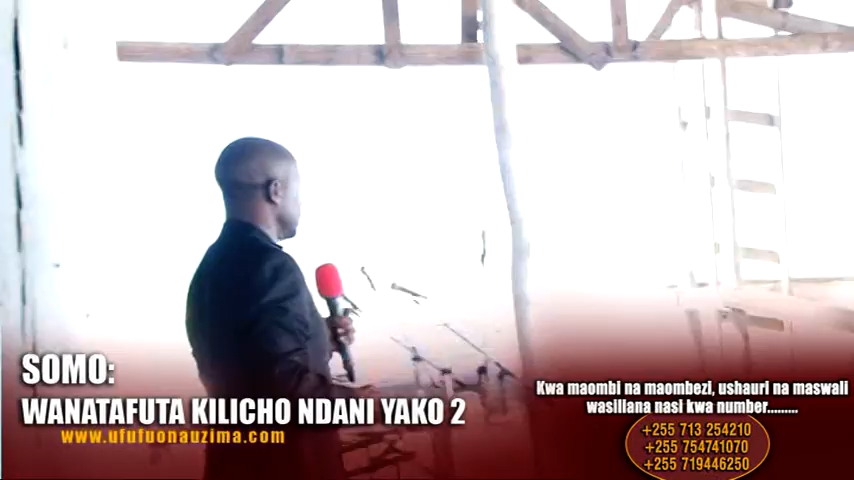 SOMO:
WANATAFUTA KILICHO NDANI YAKO 2
www.ufufuonauzima.com
Kwa maombi na maombezi, ushauri na maswali
wasiliana nasi kwa number.........
+255 713 254210
+255 754741070
+255 719446250